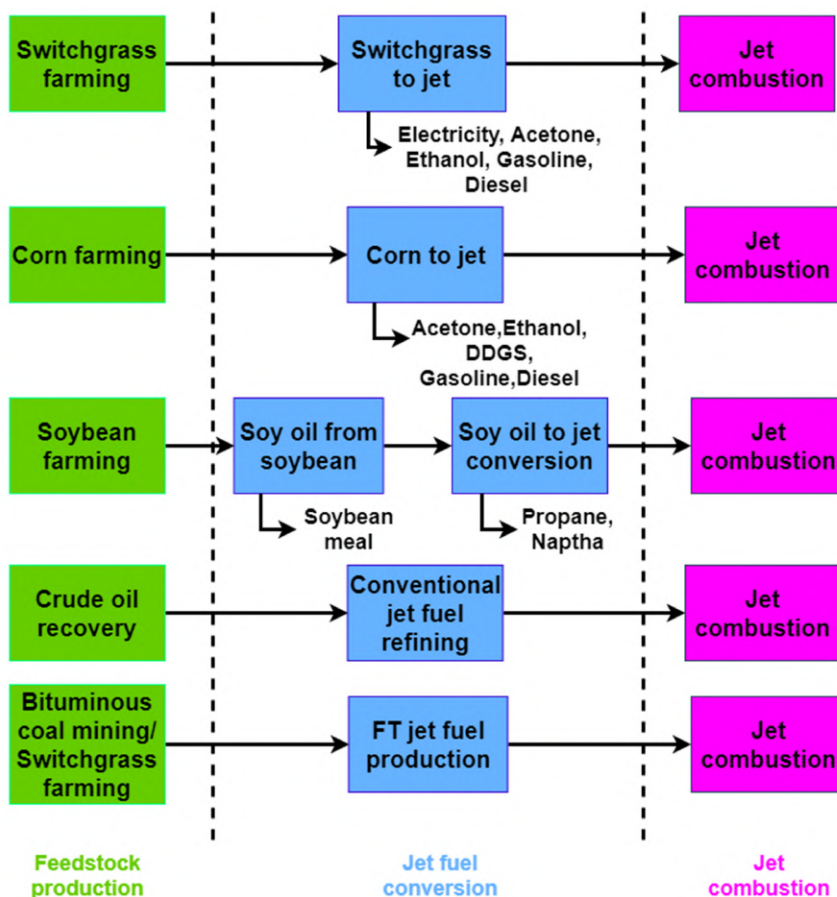 Switchgrass
farming
Switchgrass
to jet
Jet
combustion
Electricity, Acetone,
Ethanol, Gasoline,
Diesel
Corn farming
Corn to jet
Jet
combustion
Acetone,Ethanol,
DDGS,
Gasoline,Diesel
Soybean
farming
Soy oil from
soybean
Soy oil to jet
conversion
Jet
combustion
Soybean
meal
Propane,
Naptha
Crude oil
recovery
Conventional
jet fuel
refining
Jet
combustion
Bituminous
coal mining/
Switchgrass
farming
FT jet fuel
production
Jet
combustion
Feedstock
production
Jet fuel
conversion
Jet
combustion